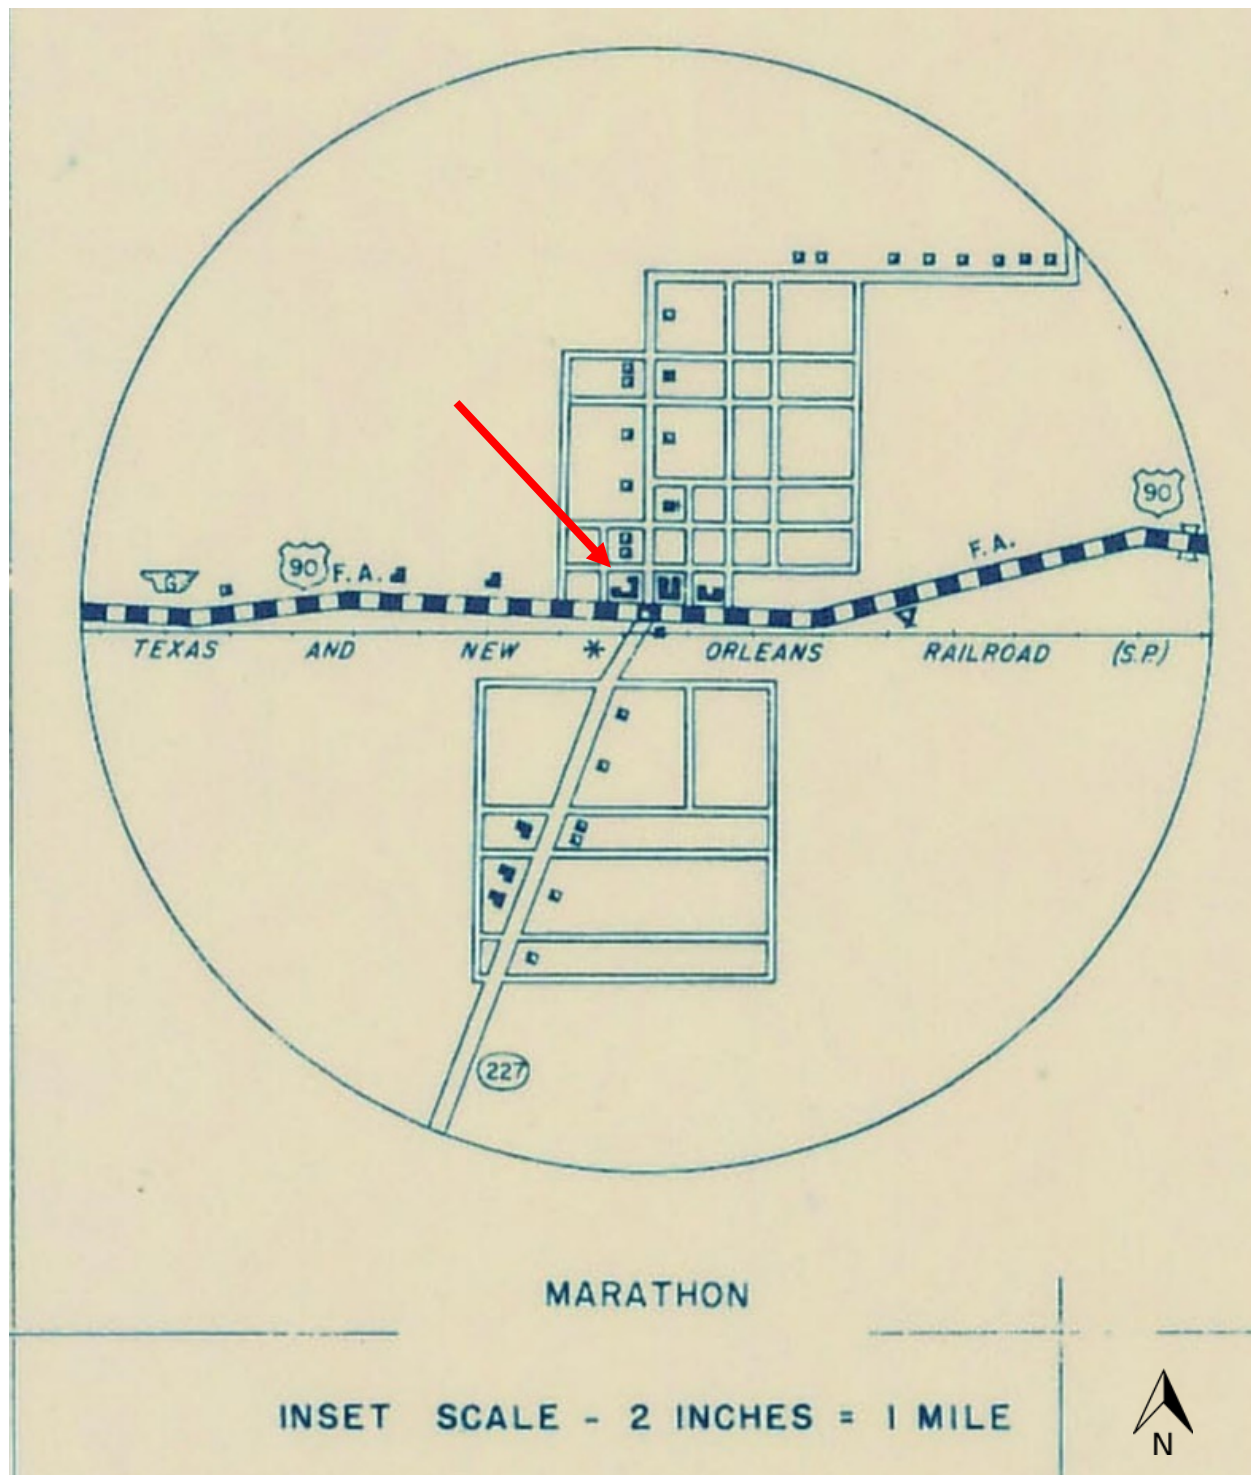 90
90
F.A.
F.A.
G
TEXAS AND NEW * ORLEANS RAILROAD (S.P.)
227
MARATHON
INSET SCALE - 2 INCHES = 1 MILE
N